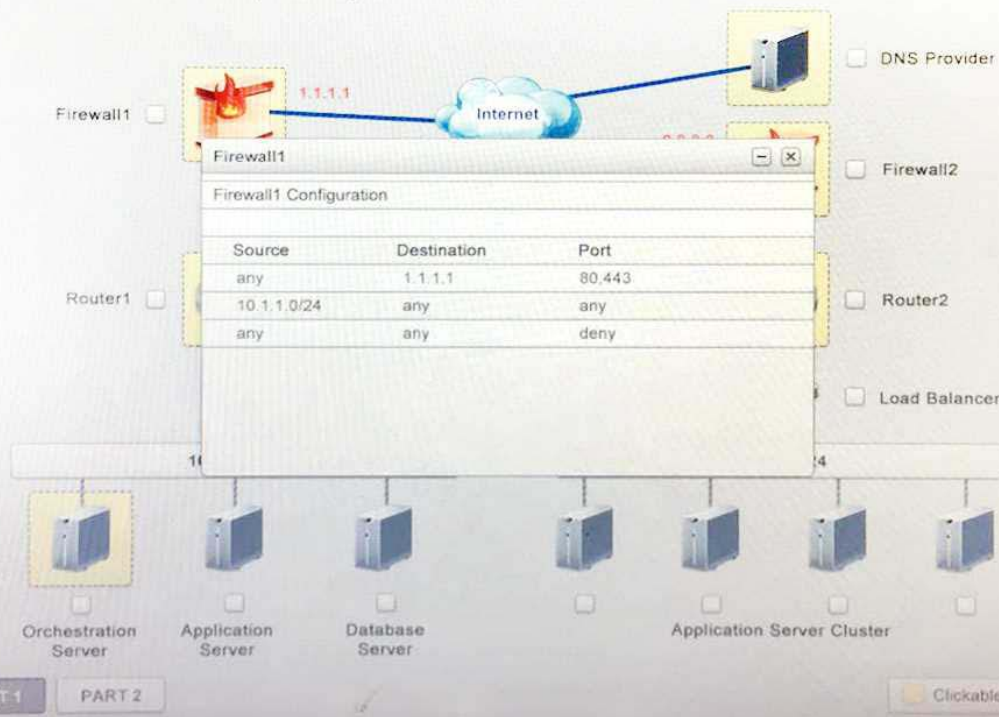 DNS Provider
Firewall1
1.1.1.1
Internet
Firewall2
Firewall1
Firewall1 Configuration
Source Destination Port
any 1.1.1.1 80,443
10.1.1.0/24 any any
any any deny
Router1
Router2
Load Balancer
Orchestration
Server
Application
Server
Database
Server
Application Server Cluster
PART 2
Clickable